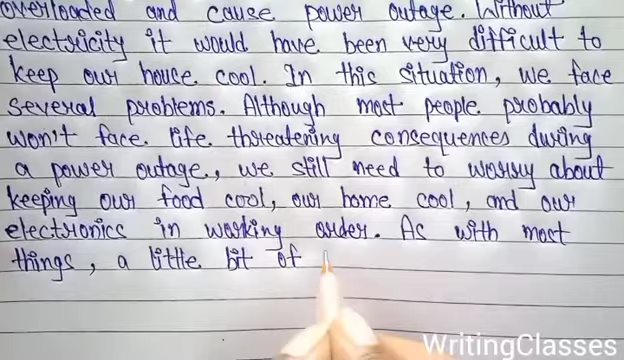 overloaded and cause power outage. Without
electricity it would have been very difficult to
keep our house cool. In this situation, we face
several problems. Although most people probably
won't face life threatening consequences during
a power outage, we still need to worry about
keeping our food cool, our home cool, and our
electronics in working order. As with most
things, a little bit of
WritingClasses